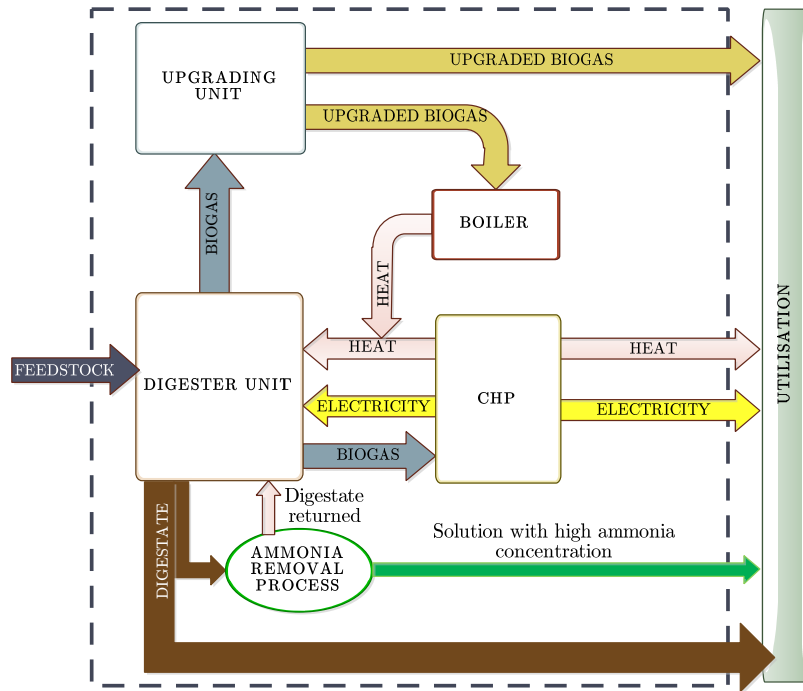 UPGRADING
UNIT
UPGRADED BIOGAS
UPGRADED BIOGAS
BIOGAS
BOILER
HEAT
UTILISATION
FEEDSTOCK
DIGESTER UNIT
HEAT
ELECTRICITY
BIOGAS
CHP
HEAT
ELECTRICITY
DIGESTATE
Digestate
returned
AMMONIA
REMOVAL
PROCESS
Solution with high ammonia
concentration